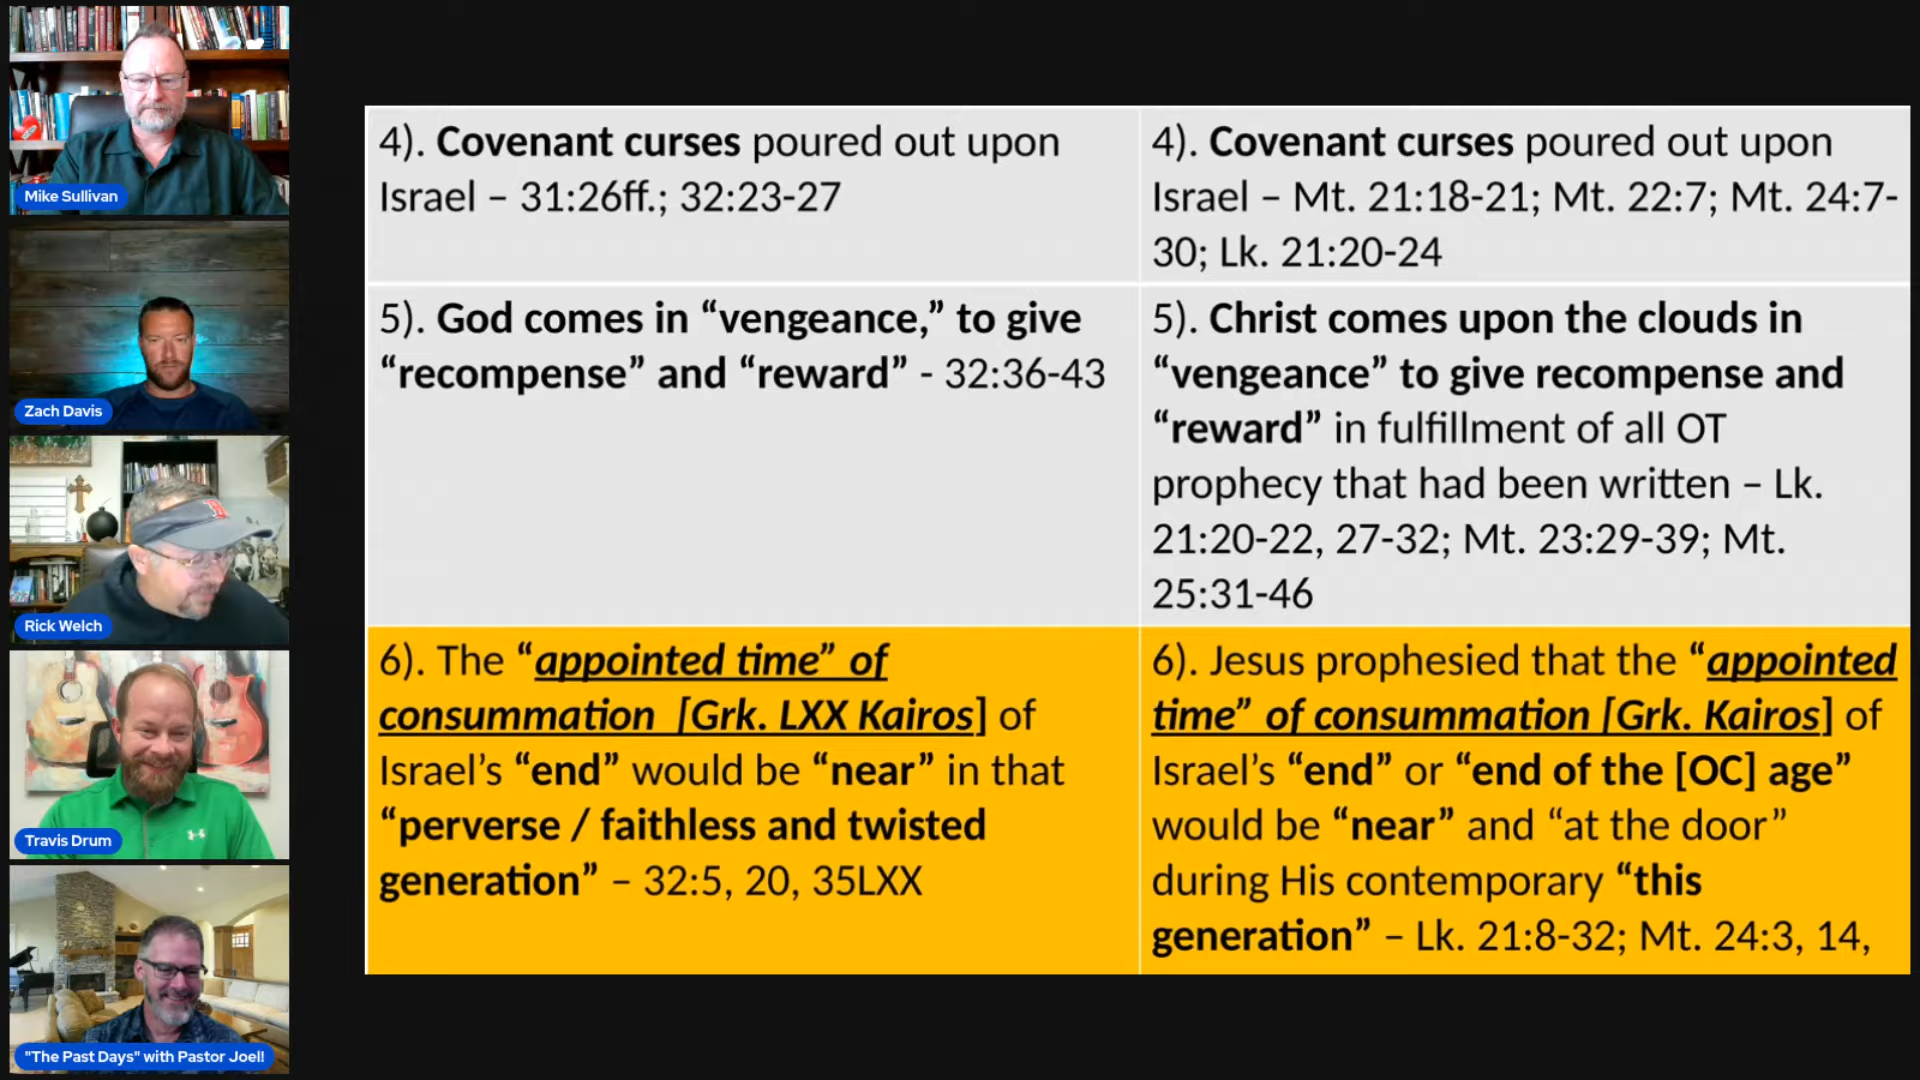 Mike Sullivan
Zach Davis
Rick Welch
Travis Drum
"The Past Days" with Pastor Joel!
4). Covenant curses poured out upon
Israel – 31:26ff.; 32:23-27
4). Covenant curses poured out upon
Israel – Mt. 21:18-21; Mt. 22:7; Mt. 24:7-
30; Lk. 21:20-24
5). God comes in “vengeance,” to give
“recompense” and “reward” - 32:36-43
5). Christ comes upon the clouds in
“vengeance” to give recompense and
“reward” in fulfillment of all OT
prophecy that had been written – Lk.
21:20-22, 27-32; Mt. 23:29-39; Mt.
25:31-46
6). The “appointed time” of
consummation [Grk. LXX Kairos] of
Israel’s “end” would be “near” in that
“perverse / faithless and twisted
generation” – 32:5, 20, 35LXX
6). Jesus prophesied that the “appointed
time” of consummation [Grk. Kairos] of
Israel’s “end” or “end of the [OC] age”
would be “near” and “at the door”
during His contemporary “this
generation” – Lk. 21:8-32; Mt. 24:3, 14,